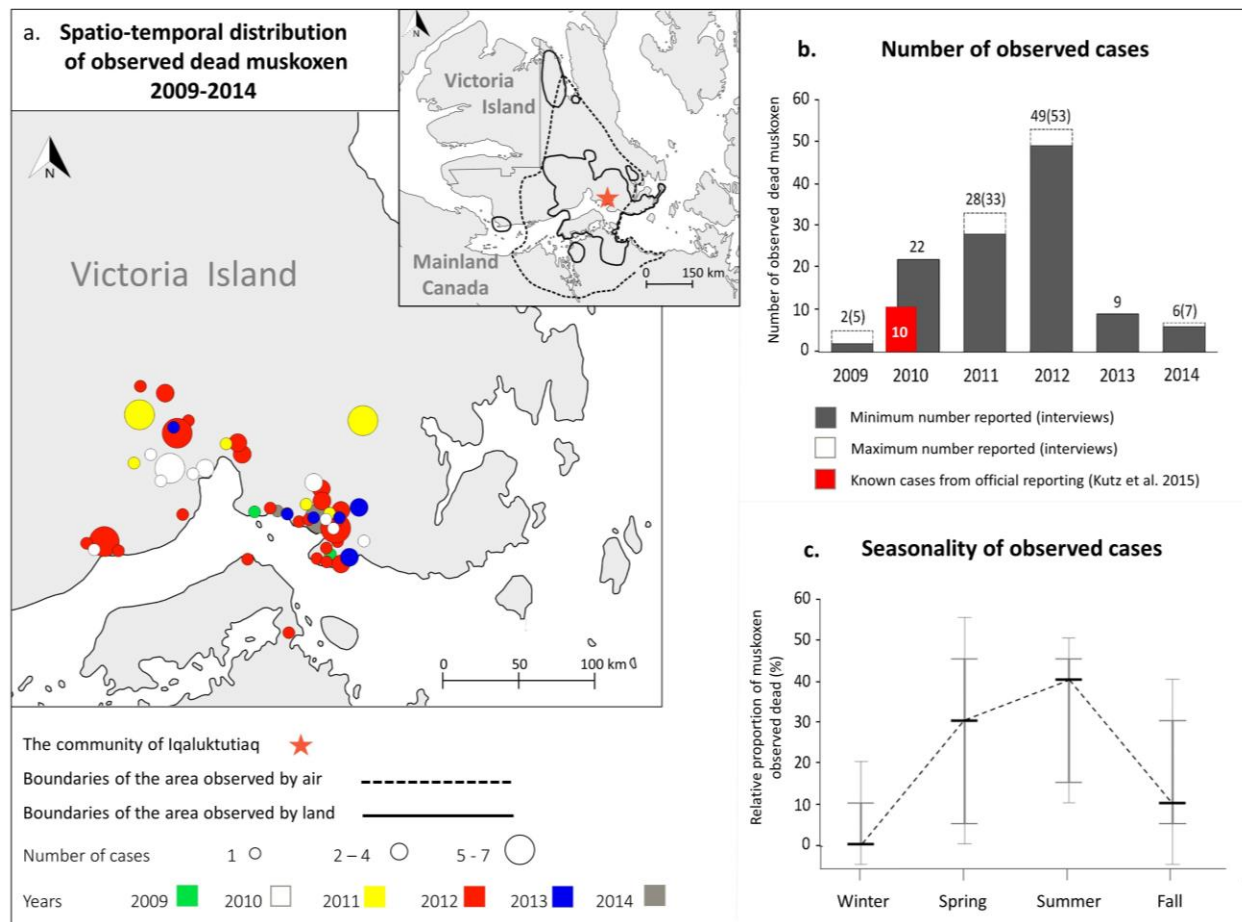 a. Spatio-temporal distribution
of observed dead muskoxen
2009-2014
N
Victoria Island
0 50 100 km
N
Victoria
Island
Mainland
Canada
0 150 km
The community of Iqaluktutiaq
Boundaries of the area observed by air
Boundaries of the area observed by land
Number of cases 1 2 – 4 5 - 7
Years 2009 2010 2011 2012 2013 2014
b. Number of observed cases
Number of observed dead muskoxen
60
50
40
30
20
10
0
2(5)
22
10
28(33)
49(53)
9
6(7)
2009 2010 2011 2012 2013 2014
Minimum number reported (interviews)
Maximum number reported (interviews)
Known cases from official reporting (Kutz et al. 2015)
c. Seasonality of observed cases
Relative proportion of muskoxen
observed dead (%)
60
50
40
30
20
10
0
Winter Spring Summer Fall